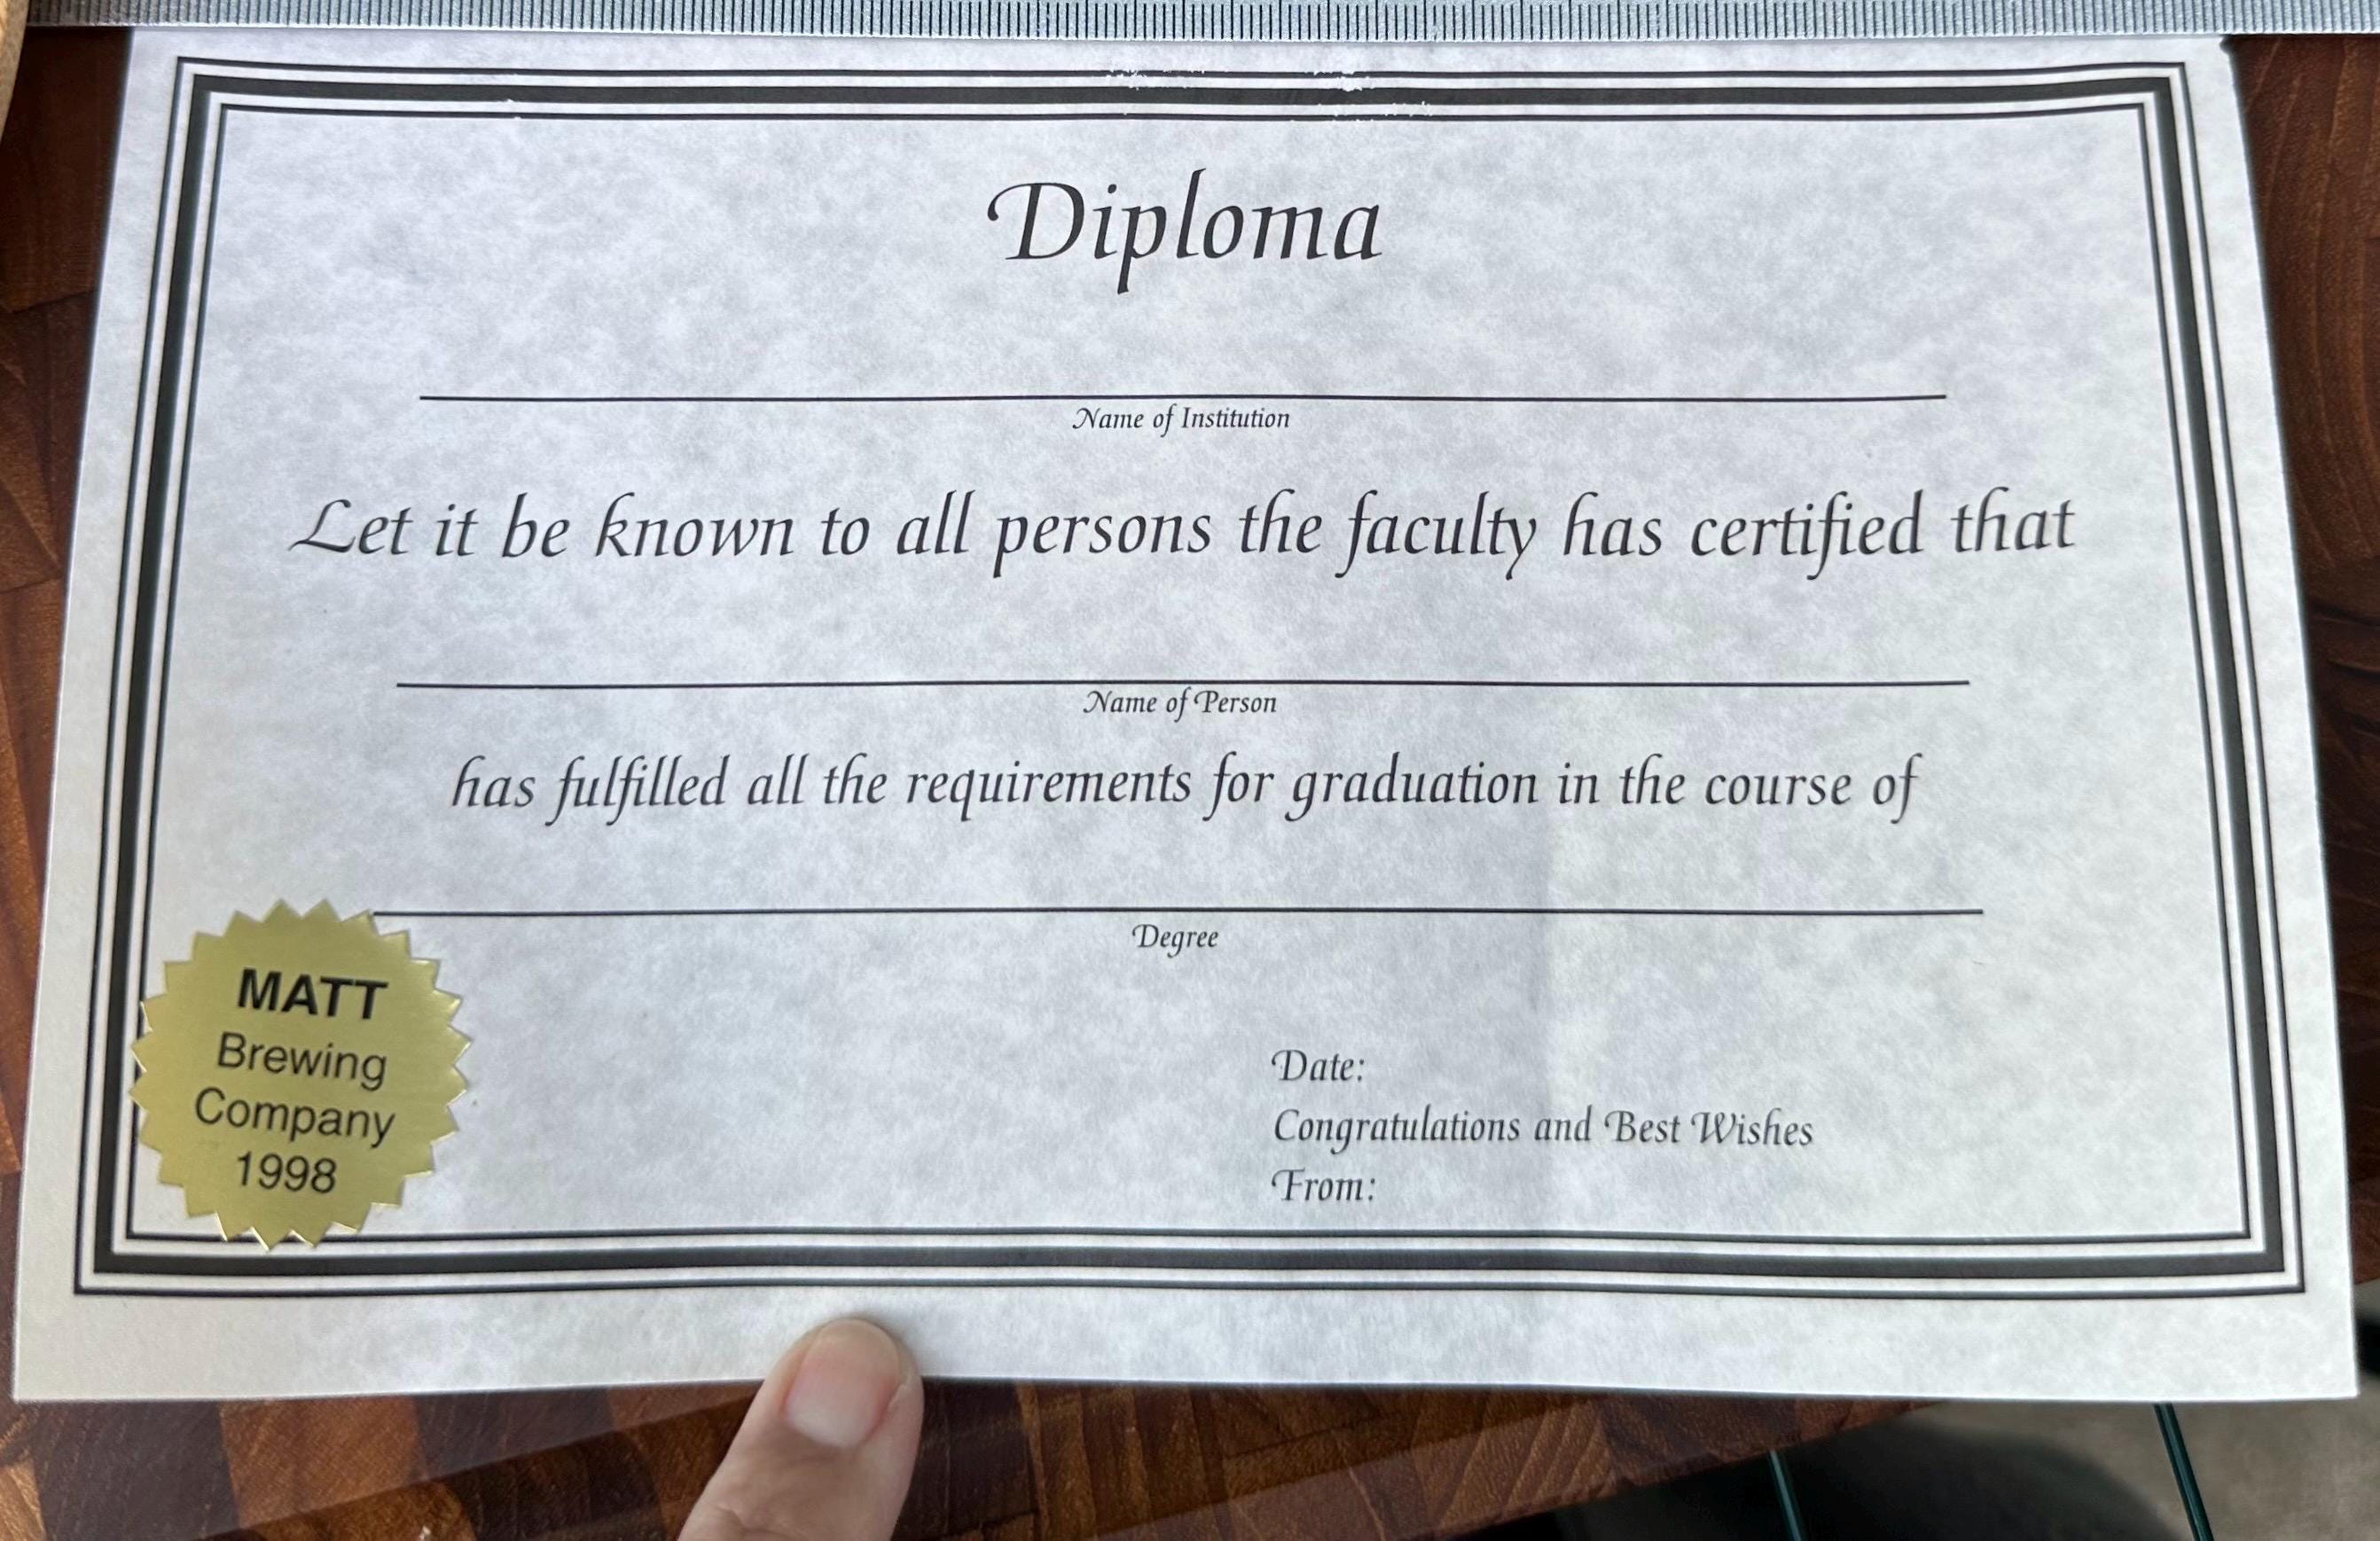 Diploma
Name of Institution
Let it be known to all persons the faculty has certified that
Name of Person
has fulfilled all the requirements for graduation in the course of
Degree
MATT
Brewing
Company
1998
Date:
Congratulations and Best Wishes
From: